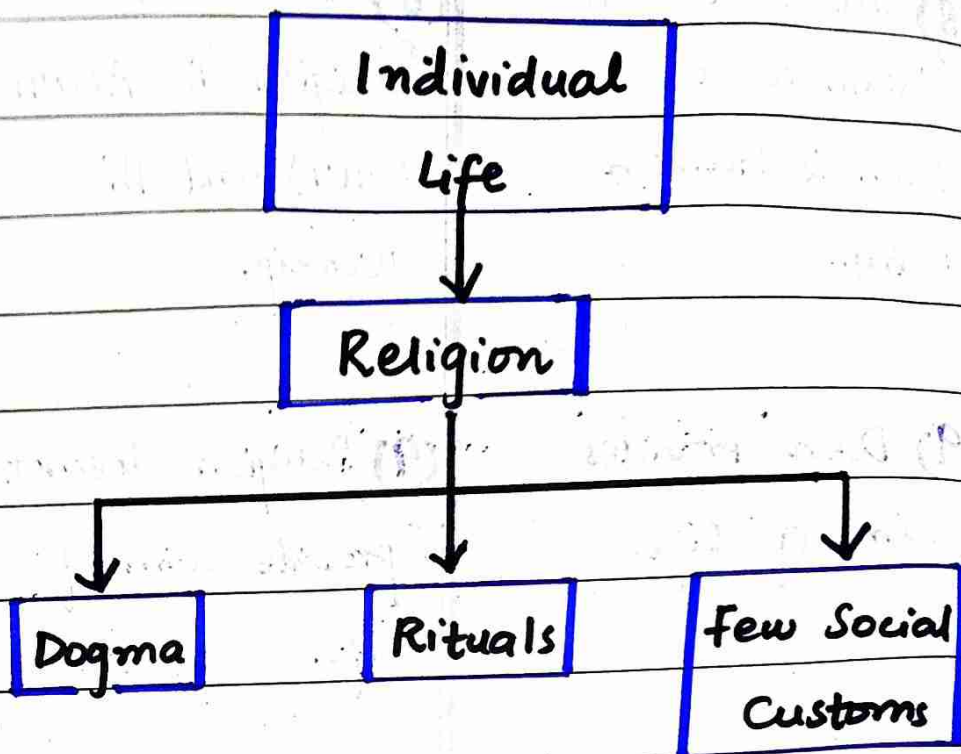 Individual
Life
Religion
Dogma
Rituals
Few Social
Customs